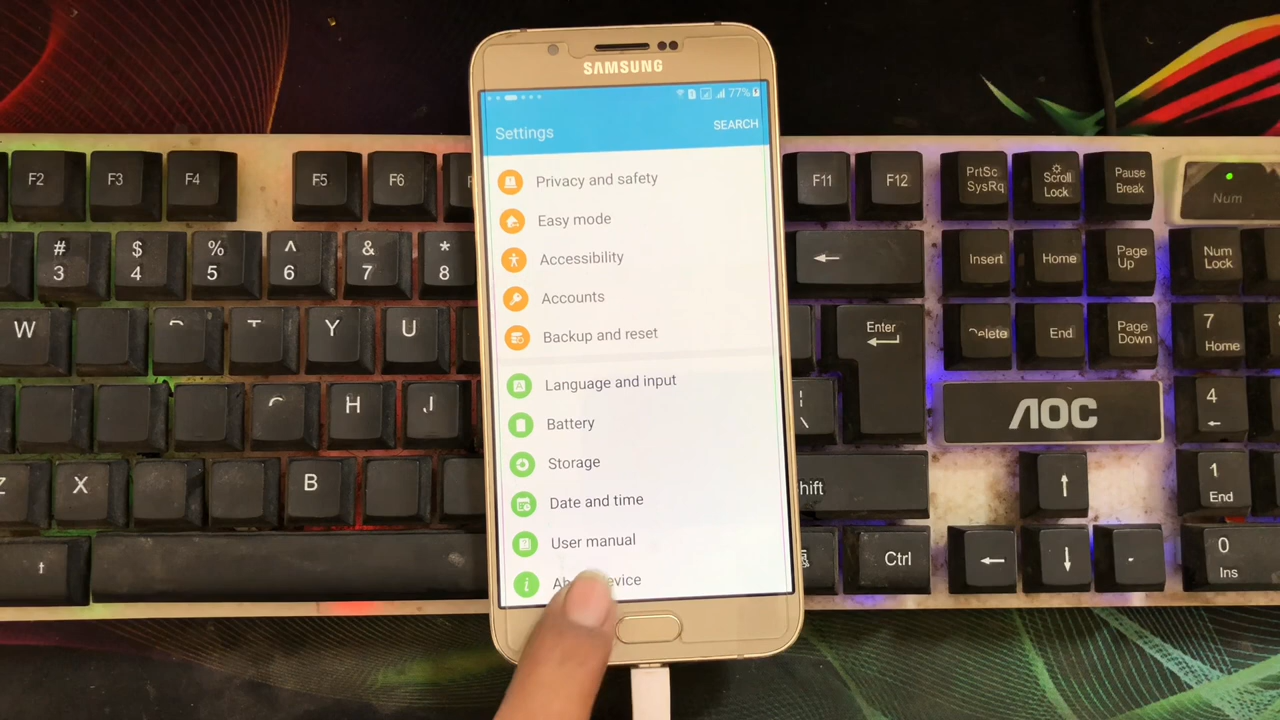 SAMSUNG
77%
Settings
SEARCH
Privacy and safety
Easy mode
Accessibility
Accounts
Backup and reset
Language and input
Battery
Storage
Date and time
User manual
F2
F3
F4
F5
F6
F11
F12
PrtSc
SysRq
Scroll
Lock
Pause
Break
Num
#
3
$
4
%
5
^
6
&
7
*
8
←
Insert
Home
Page
Up
Num
Lock
W
Y
U
Enter
End
Page
Down
7
Home
H
\
AOC
4
←
X
B
↑
1
End
Ctrl
←
↓
0
Ins